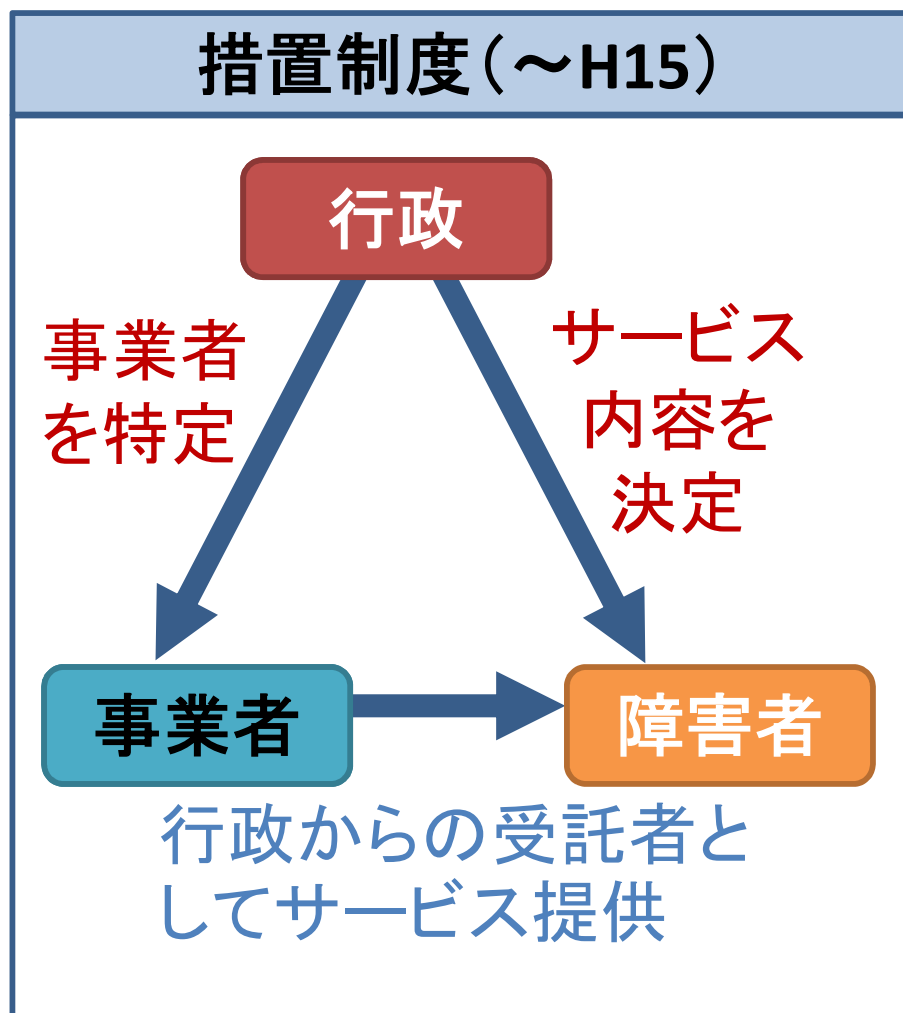 措置制度（～H15）
行政
事業者
を特定
サービス
内容を
決定
事業者
障害者
行政からの受託者と
してサービス提供